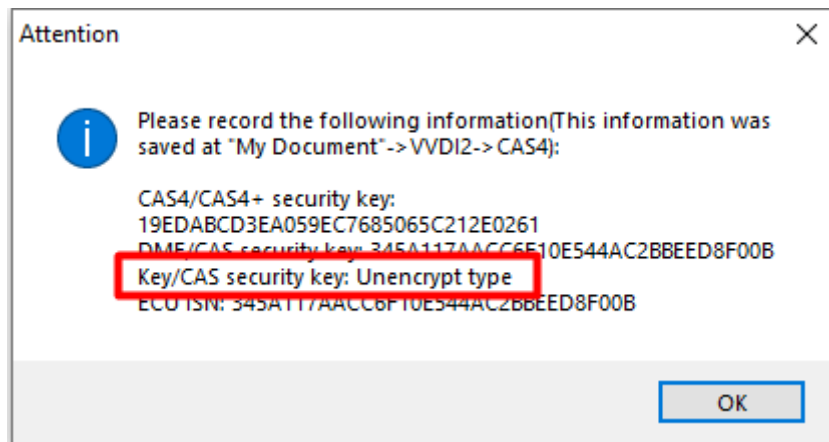 Attention
Please record the following information(This information was
saved at "My Document"->VVDI2->CAS4):
CAS4/CAS4+ security key:
19EDABCD3EA059EC7685065C212E0261
DME/CAS security key: 345A117AACC6F10E544AC2BBEED8F00B
Key/CAS security key: Unencrypt type
ECU ISN: 345A117AACC6F10E544AC2BBEED8F00B
OK